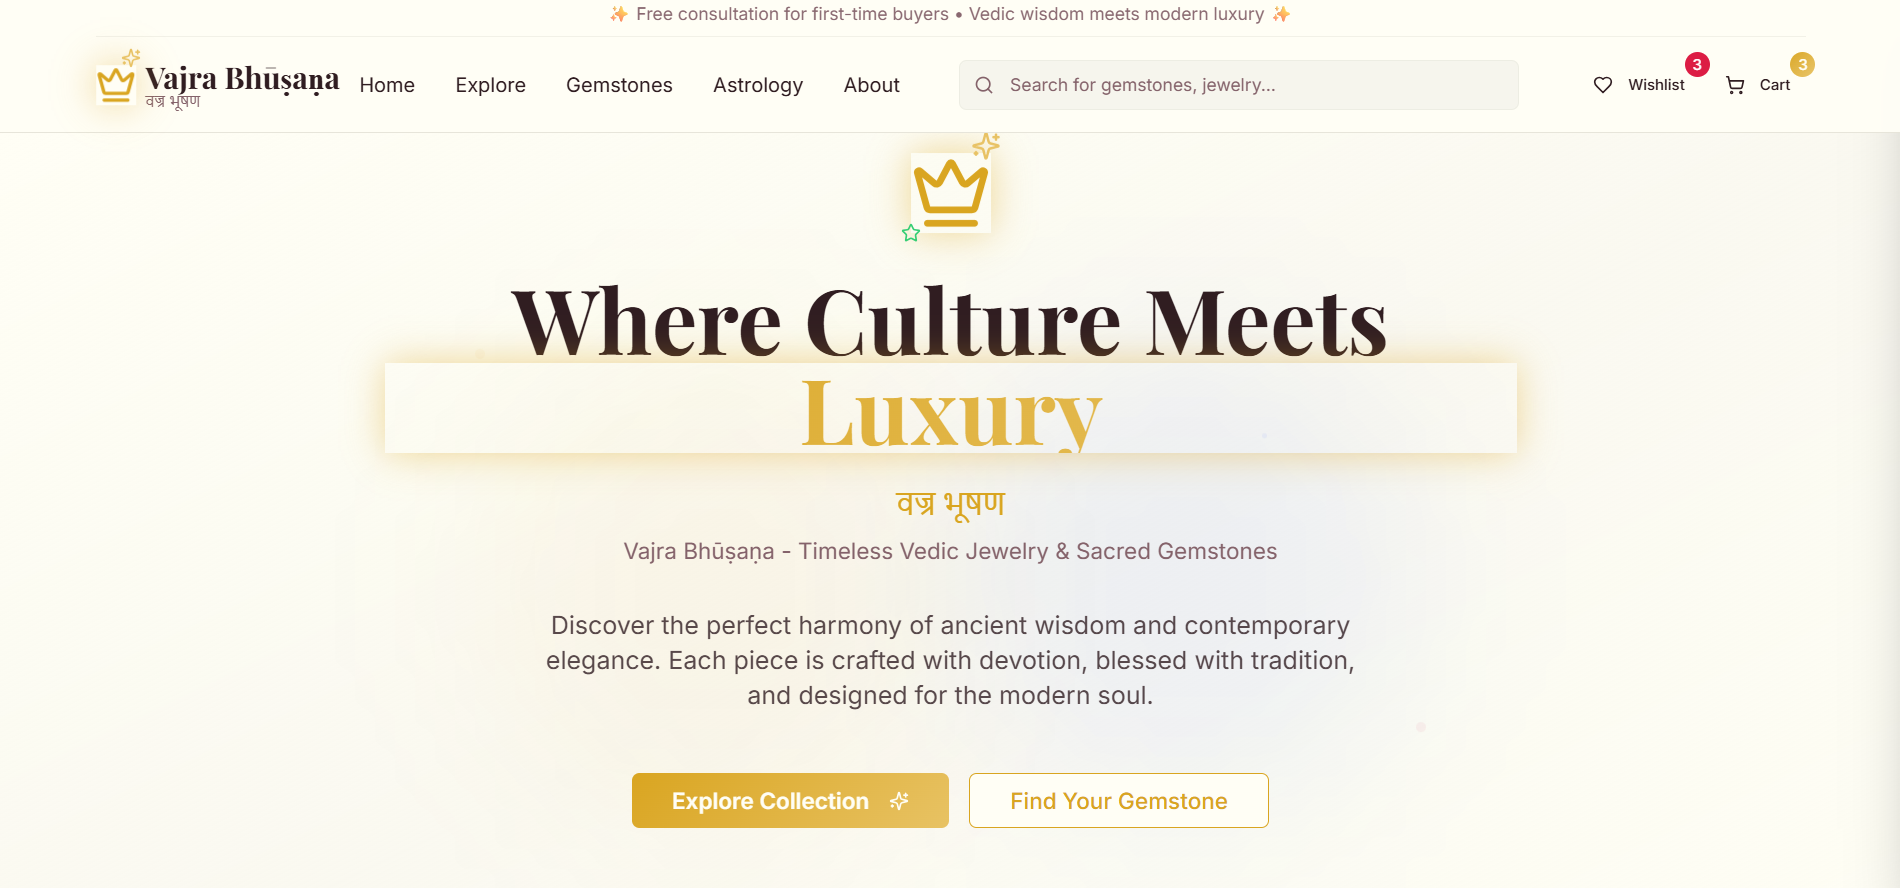 ✨ Free consultation for first-time buyers • Vedic wisdom meets modern luxury ✨
Vajra Bhūṣaṇa
वज्र भूषण
Home Explore Gemstones Astrology About
Search for gemstones, jewelry...
Wishlist 3
Cart 3
Where Culture Meets
Luxury
वज्र भूषण
Vajra Bhūṣaṇa - Timeless Vedic Jewelry & Sacred Gemstones
Discover the perfect harmony of ancient wisdom and contemporary
elegance. Each piece is crafted with devotion, blessed with tradition,
and designed for the modern soul.
Explore Collection
Find Your Gemstone